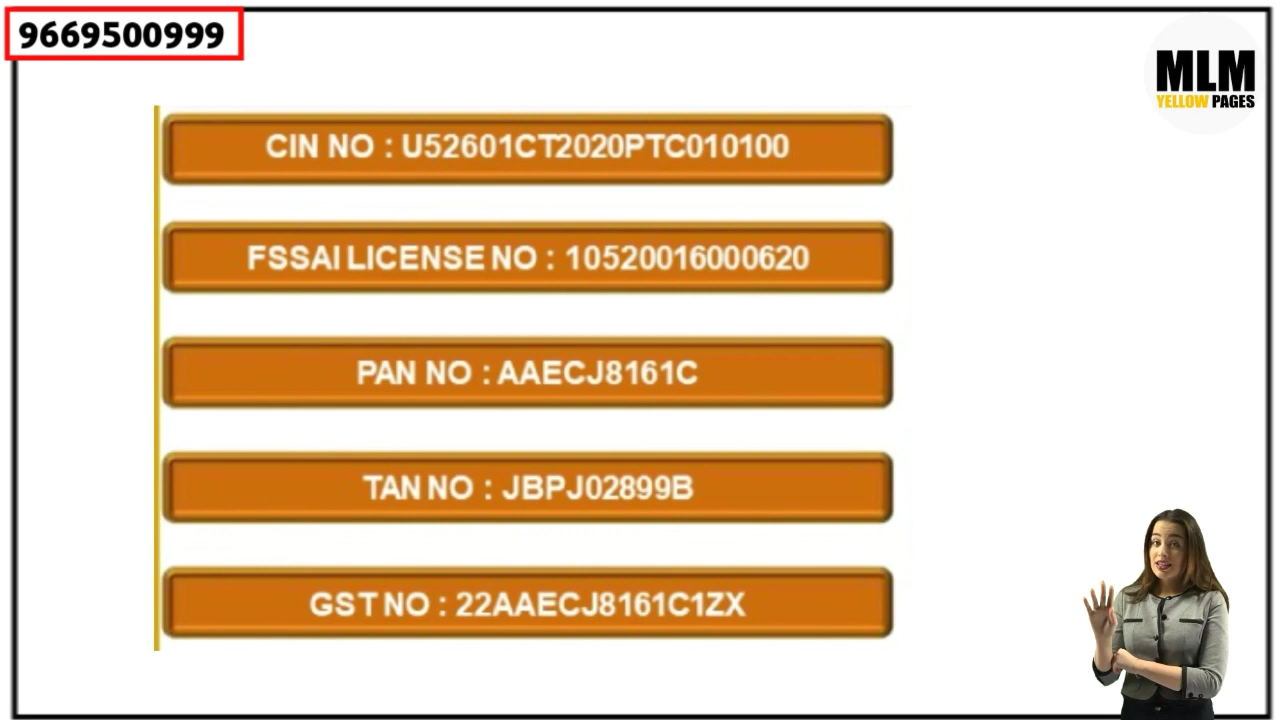 9669500999
MLM
YELLOW PAGES
CIN NO : U52601CT2020PTC010100
FSSAI LICENSE NO : 10520016000620
PAN NO : AAECJ8161C
TAN NO : JBPJ02899B
GST NO : 22AAECJ8161C1ZX